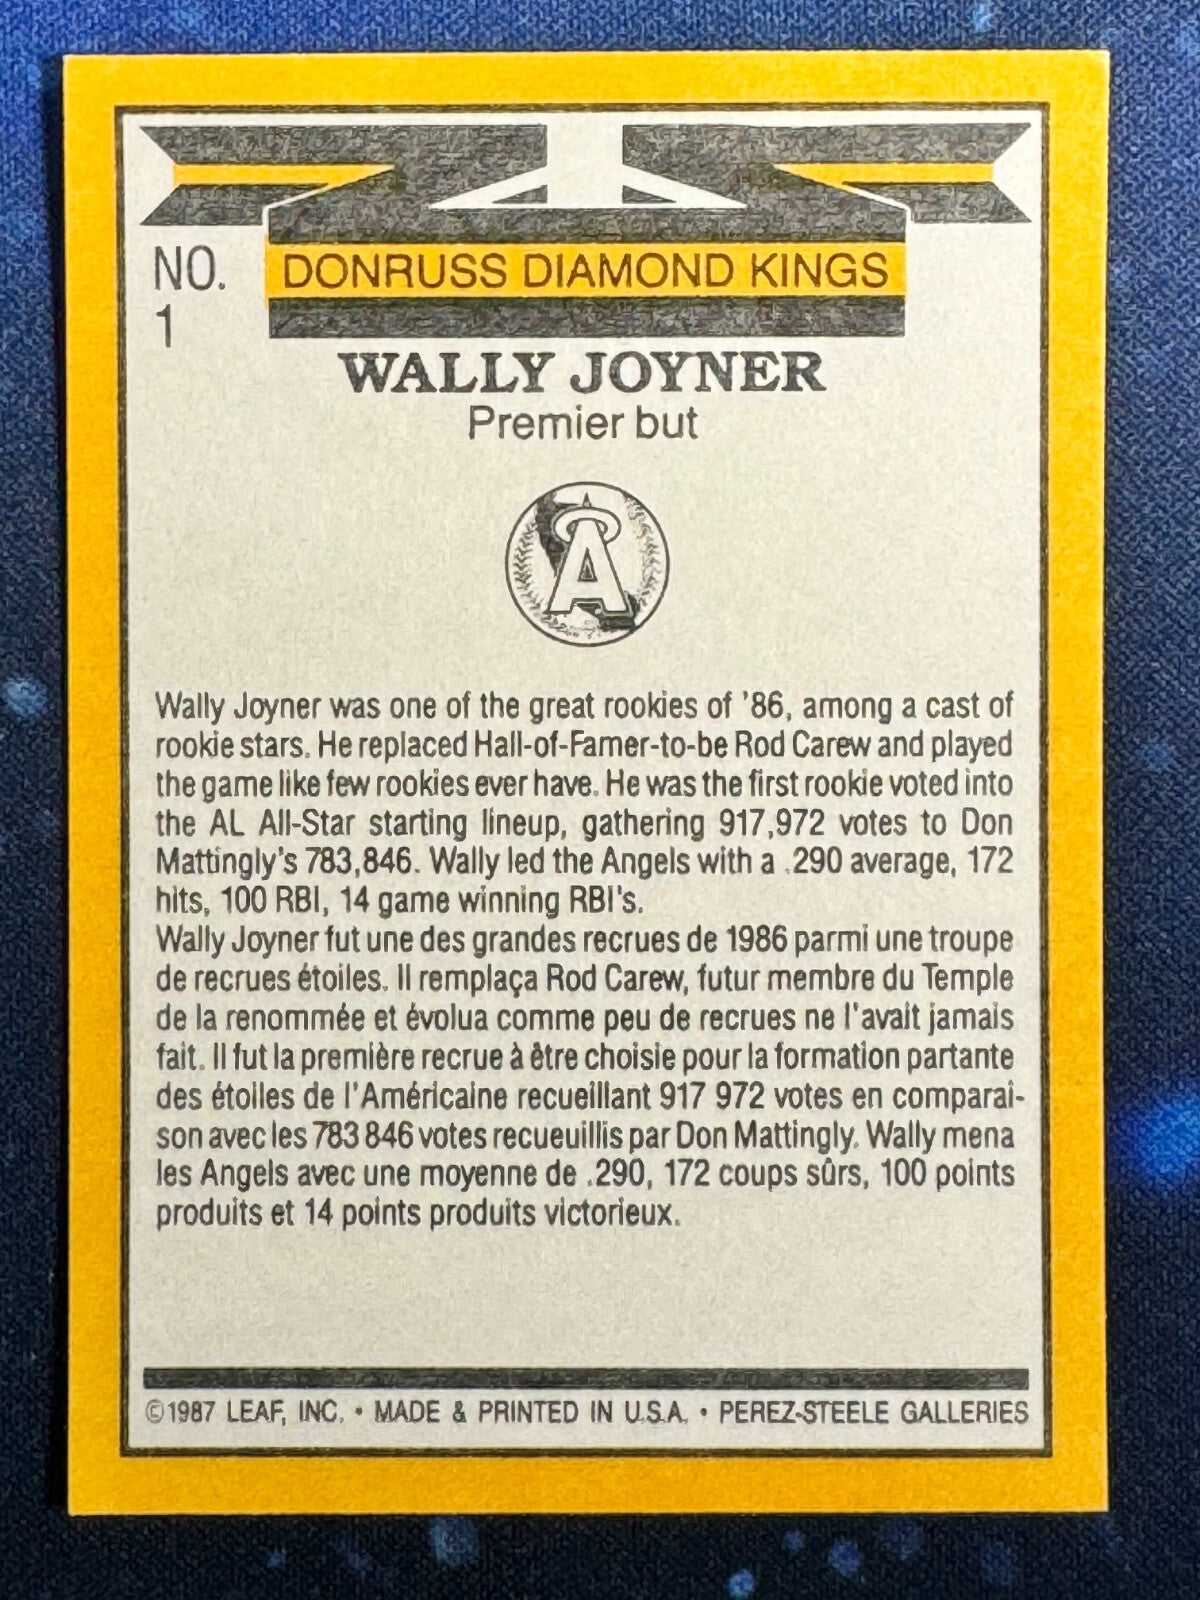 NO.
1
DONRUSS DIAMOND KINGS
WALLY JOYNER
Premier but
A
Wally Joyner was one of the great rookies of '86, among a cast of
rookie stars. He replaced Hall-of-Famer-to-be Rod Carew and played
the game like few rookies ever have. He was the first rookie voted into
the AL All-Star starting lineup, gathering 917,972 votes to Don
Mattingly's 783,846. Wally led the Angels with a .290 average, 172
hits, 100 RBI, 14 game winning RBI's.
Wally Joyner fut une des grandes recrues de 1986 parmi une troupe
de recrues étoiles. Il remplaça Rod Carew, futur membre du Temple
de la renommée et évolua comme peu de recrues ne l'avait jamais
fait. Il fut la première recrue à être choisie pour la formation partante
des étoiles de l'Américaine recueillant 917 972 votes en comparai-
son avec les 783 846 votes recueuillis par Don Mattingly. Wally mena
les Angels avec une moyenne de .290, 172 coups sûrs, 100 points
produits et 14 points produits victorieux.
©1987 LEAF, INC. • MADE & PRINTED IN U.S.A. • PEREZ-STEELE GALLERIES